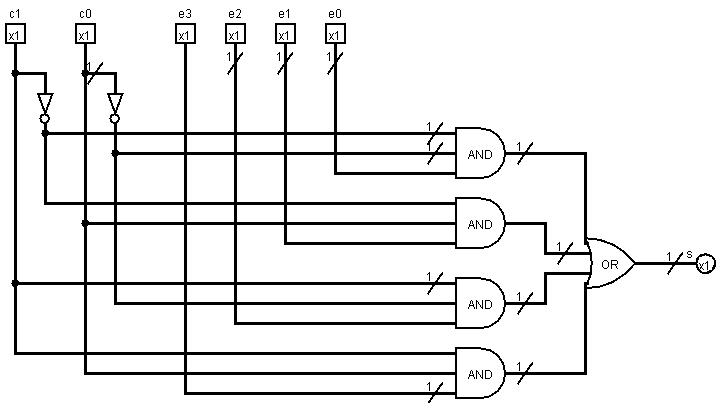 c1 c0 e3 e2 e1 e0
x1 x1 x1 x1 x1 x1
1 1 1 1
1
1 AND 1
1
AND
1 OR 1 s x1
1
AND 1
AND 1
1